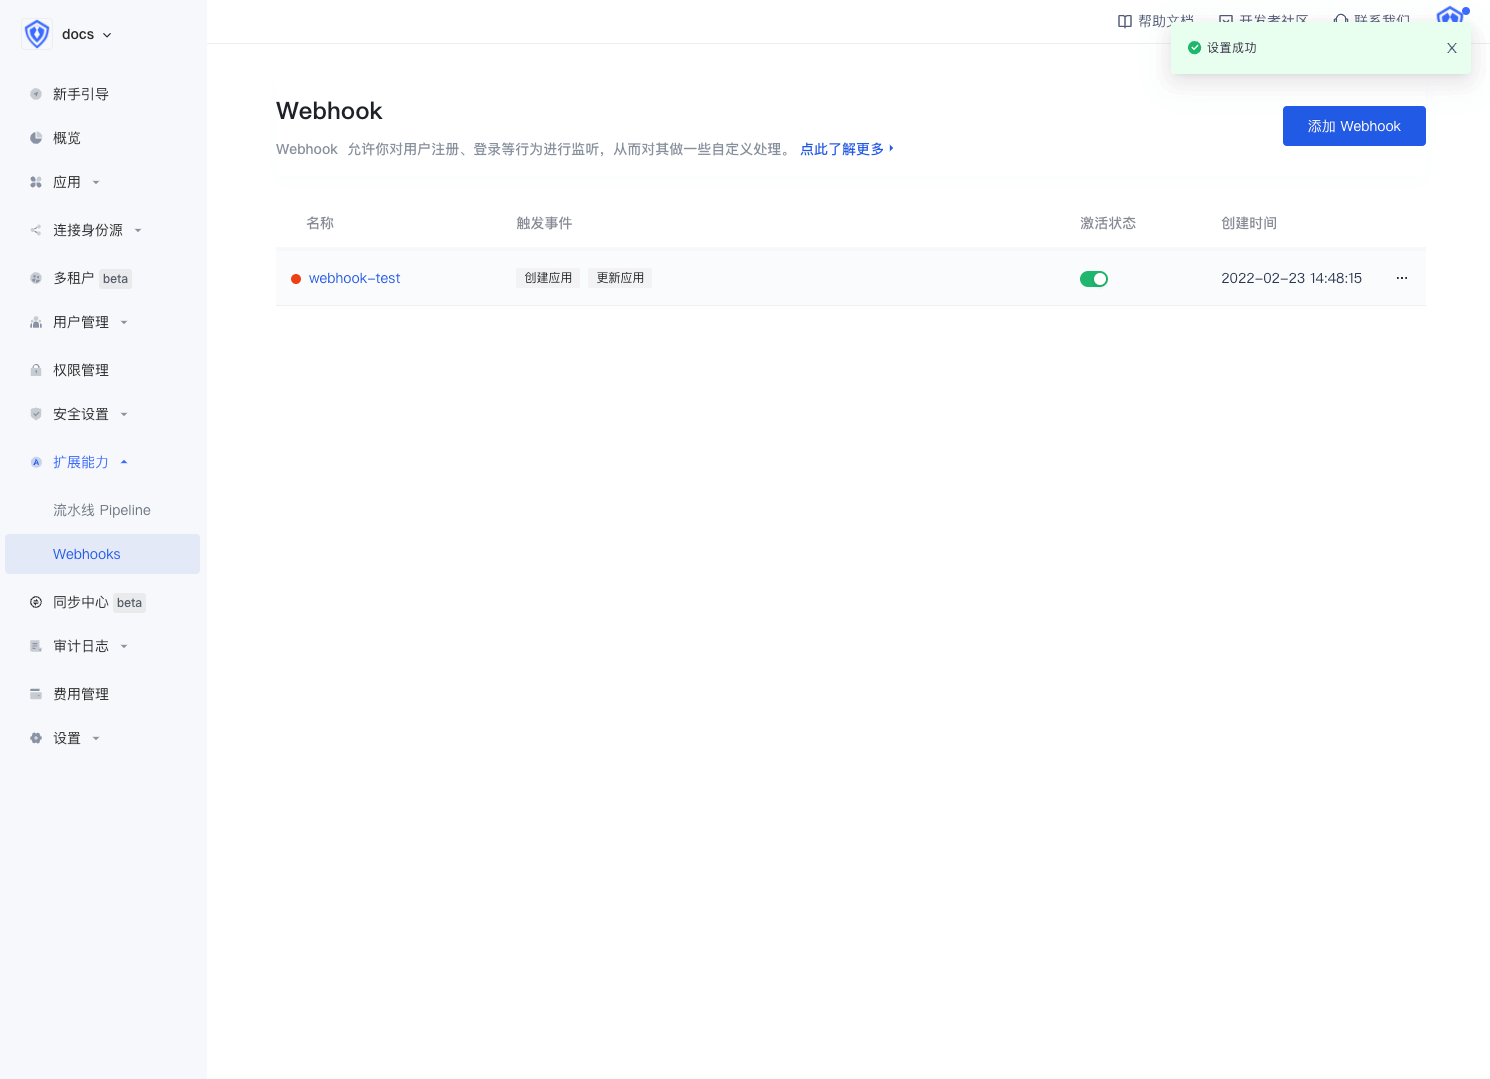 docs
帮助文档
开发者社区
联系我们
设置成功
新手引导
概览
应用
连接身份源
多租户 beta
用户管理
权限管理
安全设置
扩展能力
流水线 Pipeline
Webhooks
同步中心 beta
审计日志
费用管理
设置
Webhook
添加 Webhook
Webhook 允许你对用户注册、登录等行为进行监听，从而对其做一些自定义处理。 点此了解更多
名称 触发事件 激活状态 创建时间
webhook-test 创建应用 更新应用 2022-02-23 14:48:15 ···